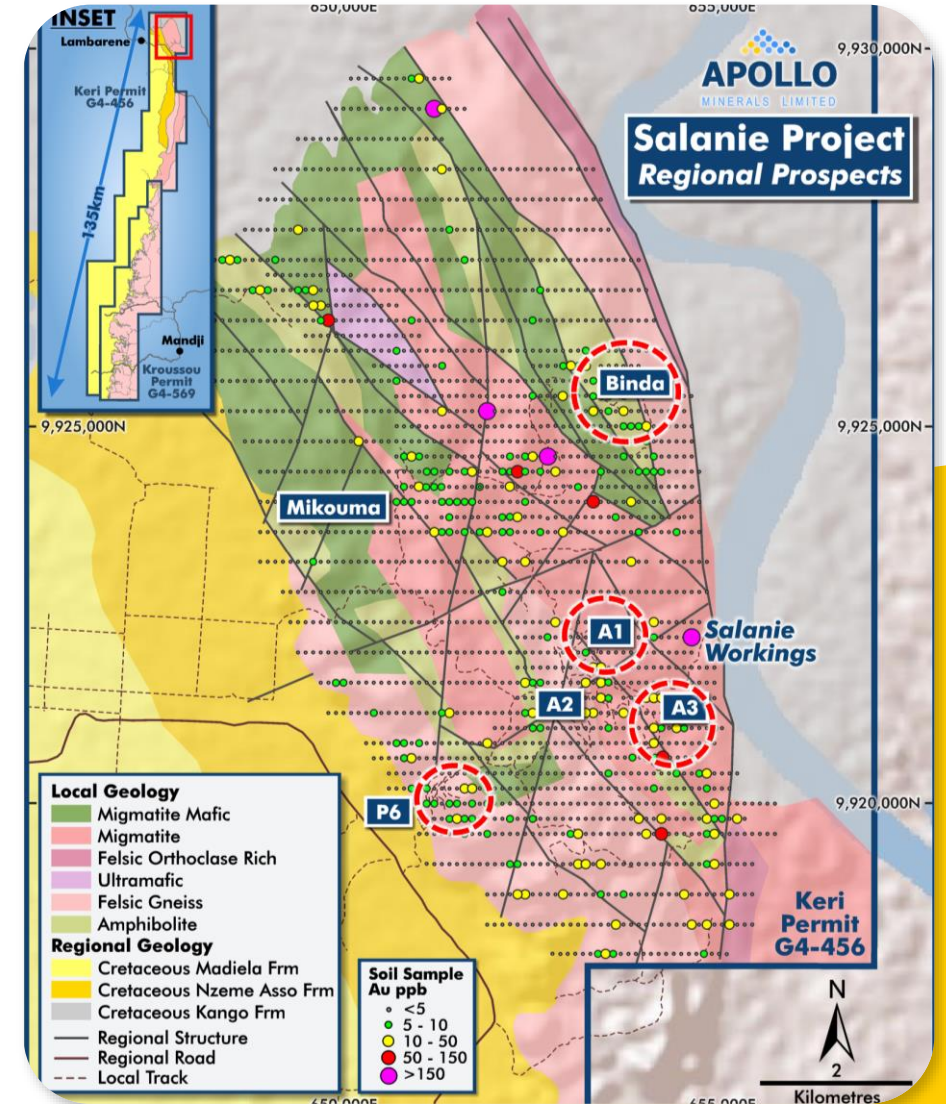 650,000E
655,000E
INSET
Lambarene
Keri Permit
G4-456
135km
Mandji
Kroussou
Permit
G4-569
APOLLO
MINERALS LIMITED
9,930,000N
Salanie Project
Regional Prospects
Binda
9,925,000N
9,925,000N
Mikouma
A1
Salanie
Workings
A2
A3
P6
9,920,000N
Keri
Permit
G4-456
Local Geology
Migmatite Mafic
Migmatite
Felsic Orthoclase Rich
Ultramafic
Felsic Gneiss
Amphibolite
Regional Geology
Cretaceous Madiela Frm
Cretaceous Nzeme Asso Frm
Cretaceous Kango Frm
Regional Structure
Regional Road
Local Track
Soil Sample
Au ppb
<5
5 - 10
10 - 50
50 - 150
>150
N
2
Kilometres
650,000E
655,000E